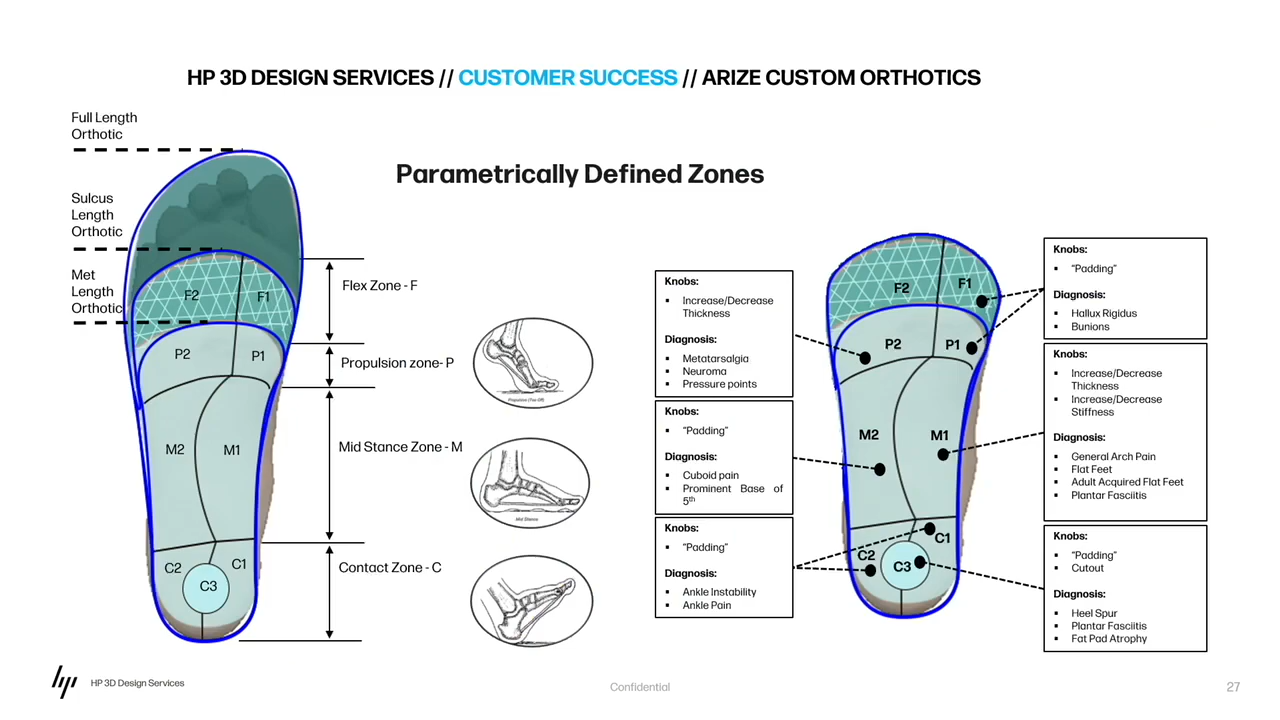 HP 3D DESIGN SERVICES // CUSTOMER SUCCESS // ARIZE CUSTOM ORTHOTICS
Parametrically Defined Zones
Full Length
Orthotic
Sulcus
Length
Orthotic
Met
Length
Orthotic
F2
F1
P2
P1
M2
M1
C2
C1
C3
Flex Zone - F
Propulsion zone- P
Mid Stance Zone - M
Contact Zone - C
Propulsion (Toe Off)
Mid Stance
Knobs:
▪ Increase/Decrease
Thickness
Diagnosis:
▪ Metatarsalgia
▪ Neuroma
▪ Pressure points
Knobs:
▪ “Padding”
Diagnosis:
▪ Cuboid pain
▪ Prominent Base of
5th
Knobs:
▪ “Padding”
Diagnosis:
▪ Ankle Instability
▪ Ankle Pain
F2
F1
P2
P1
M2
M1
C2
C1
C3
Knobs:
▪ “Padding”
Diagnosis:
▪ Hallux Rigidus
▪ Bunions
Knobs:
▪ Increase/Decrease
Thickness
▪ Increase/Decrease
Stiffness
Diagnosis:
▪ General Arch Pain
▪ Flat Feet
▪ Adult Acquired Flat Feet
▪ Plantar Fasciitis
Knobs:
▪ “Padding”
▪ Cutout
Diagnosis:
▪ Heel Spur
▪ Plantar Fasciitis
▪ Fat Pad Atrophy
hp HP 3D Design Services
Confidential
27